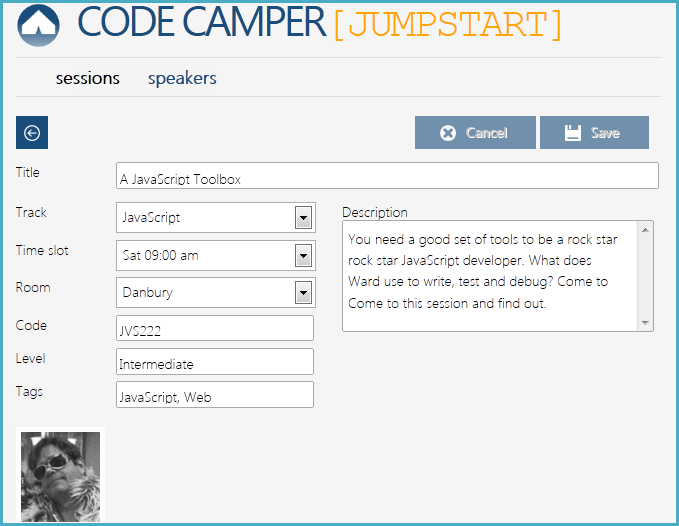 CODE CAMPER [JUMPSTART]
sessions speakers
Cancel Save
Title A JavaScript Toolbox
Track JavaScript
Description
Time slot Sat 09:00 am
Room Danbury
Code JVS222
Level Intermediate
Tags JavaScript, Web
You need a good set of tools to be a rock star
rock star JavaScript developer. What does
Ward use to write, test and debug? Come to
Come to this session and find out.